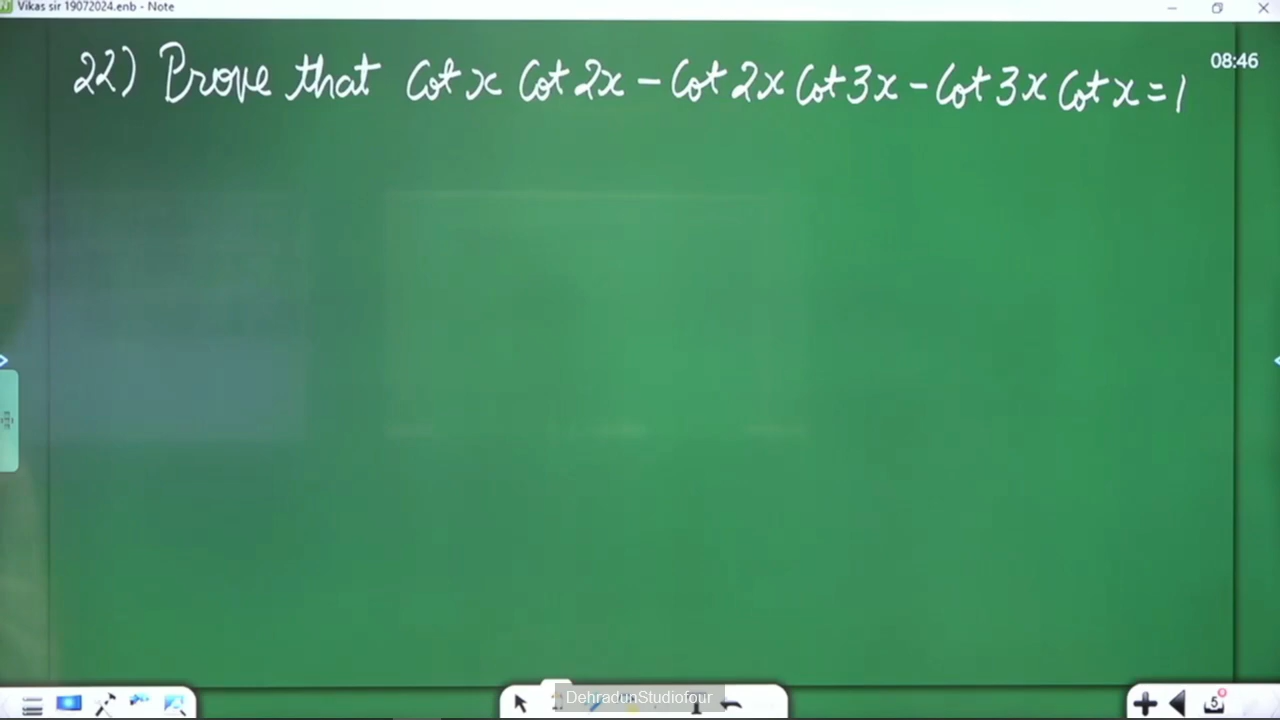 Vikas sir 19072024.enb - Note
08:46
22) Prove that Cot x Cot 2x - Cot 2x Cot 3x - Cot 3x Cot x = 1
DehradunStudiofour